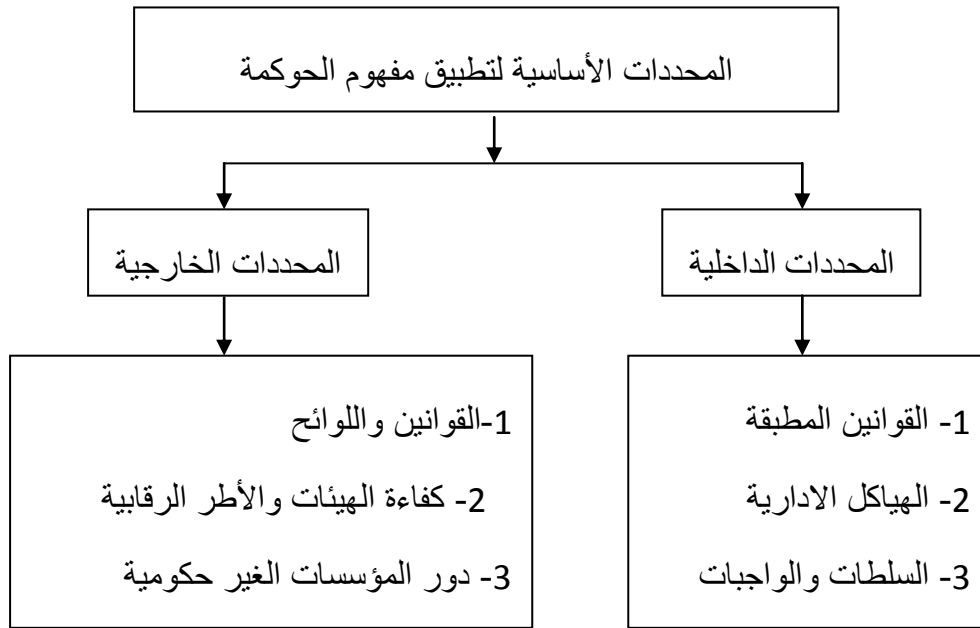 المحددات الأساسية لتطبيق مفهوم الحوكمة
المحددات الداخلية
المحددات الخارجية
1- القوانين المطبقة
2- الهياكل الادارية
3- السلطات والواجبات
1-القوانين واللوائح
2- كفاءة الهيئات والأطر الرقابية
3- دور المؤسسات الغير حكومية